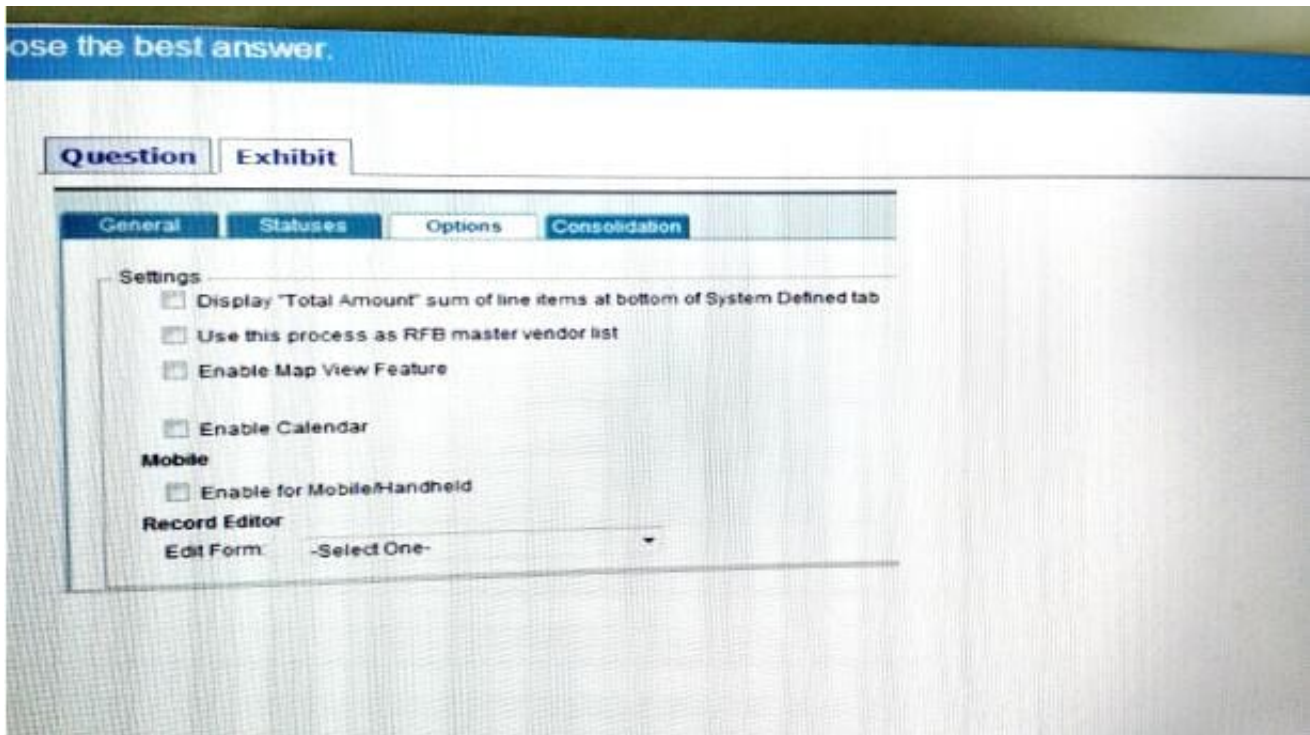 ose the best answer.
Question Exhibit
General Statuses Options Consolidation
Settings
Display "Total Amount" sum of line items at bottom of System Defined tab
Use this process as RFB master vendor list
Enable Map View Feature
Enable Calendar
Mobile
Enable for Mobile/Handheld
Record Editor
Edit Form: -Select One-